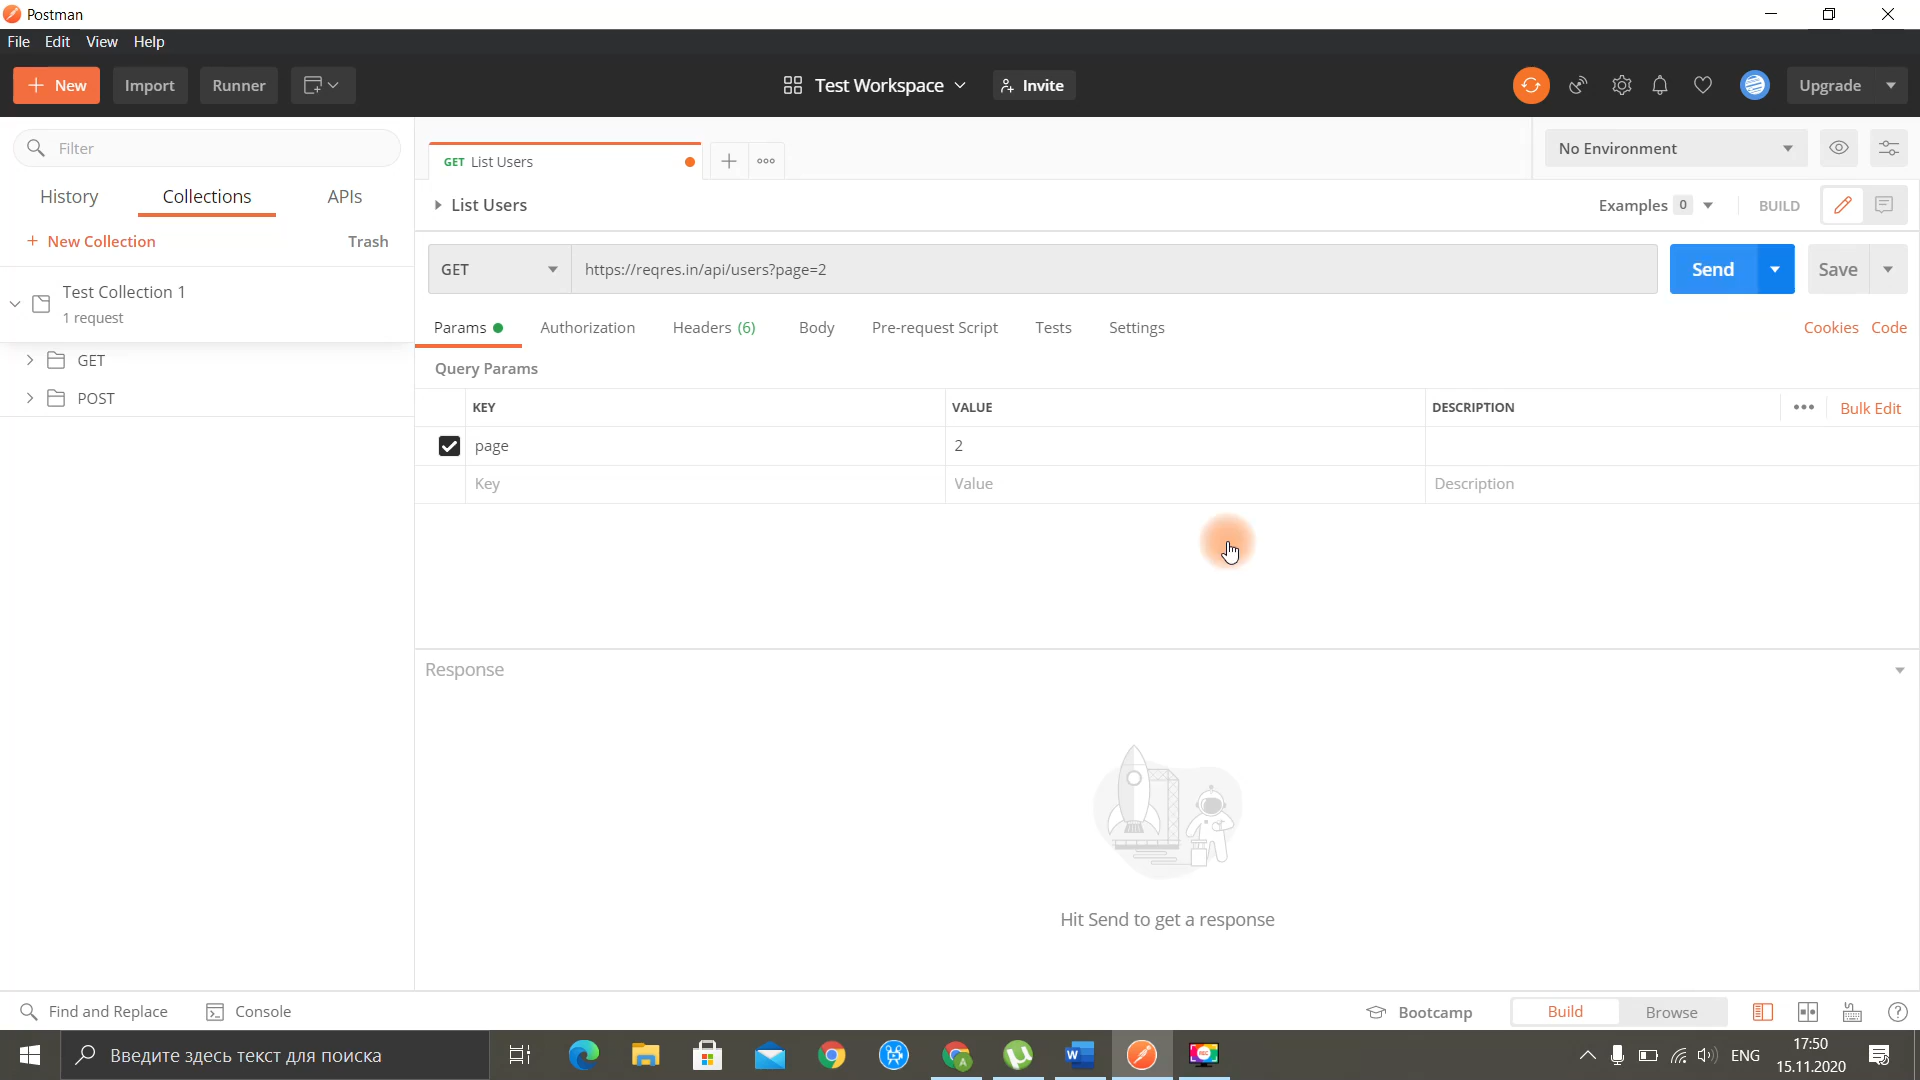 Postman
File Edit View Help
New Import Runner Test Workspace Invite Upgrade
Filter
GET List Users
No Environment
History Collections APIs
List Users
Examples 0 BUILD
New Collection Trash
GET https://reqres.in/api/users?page=2 Send Save
Test Collection 1
1 request
Params Authorization Headers (6) Body Pre-request Script Tests Settings Cookies Code
GET
Query Params
POST
KEY VALUE DESCRIPTION Bulk Edit
page 2
Key Value Description
Response
Hit Send to get a response
Find and Replace Console Bootcamp Build Browse
Введите здесь текст для поиска
ENG
17:50
15.11.2020